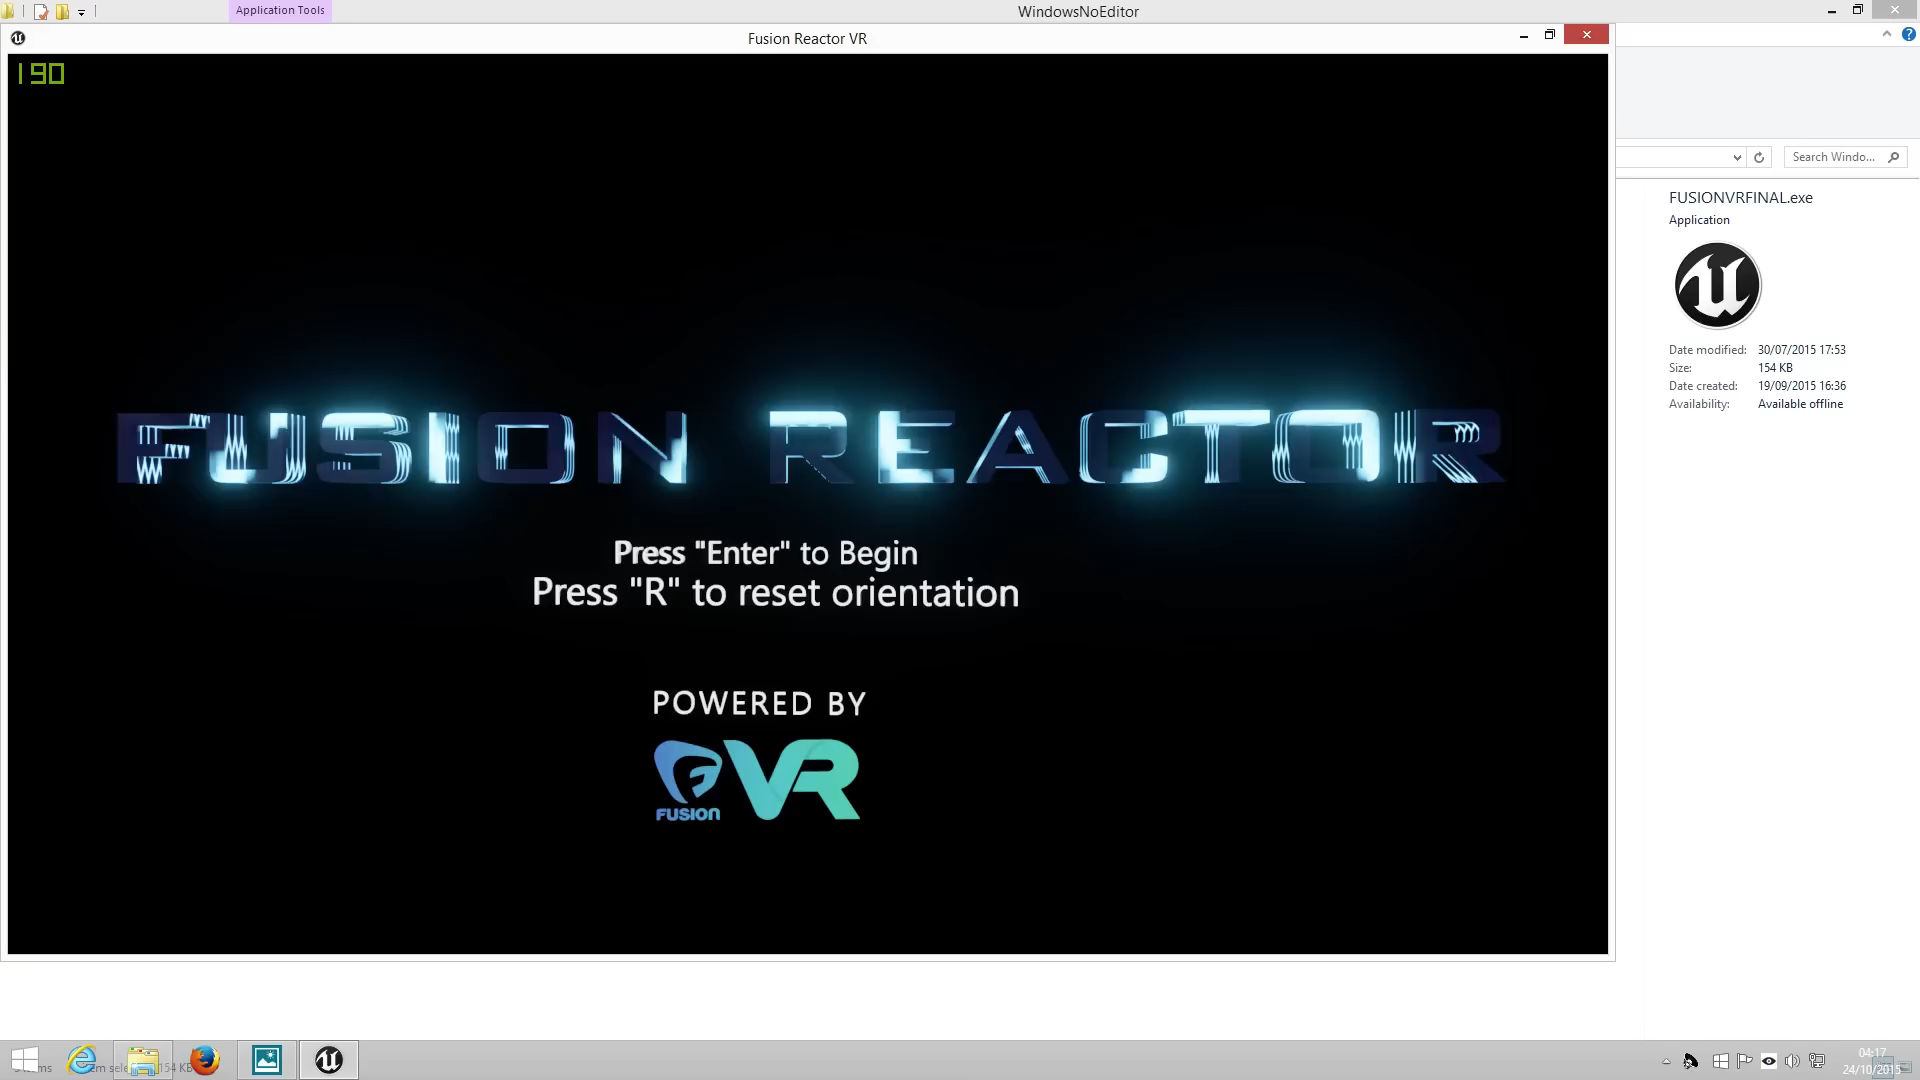 Application Tools
WindowsNoEditor
Fusion Reactor VR
190
Search Windo...
FUSIONVRFINAL.exe
Application
Date modified: 30/07/2015 17:53
Size: 154 KB
Date created: 19/09/2015 16:36
Availability: Available offline
FUSION REACTOR
Press "Enter" to Begin
Press "R" to reset orientation
POWERED BY
FUSION VR
154 KB
04:17
24/10/2015